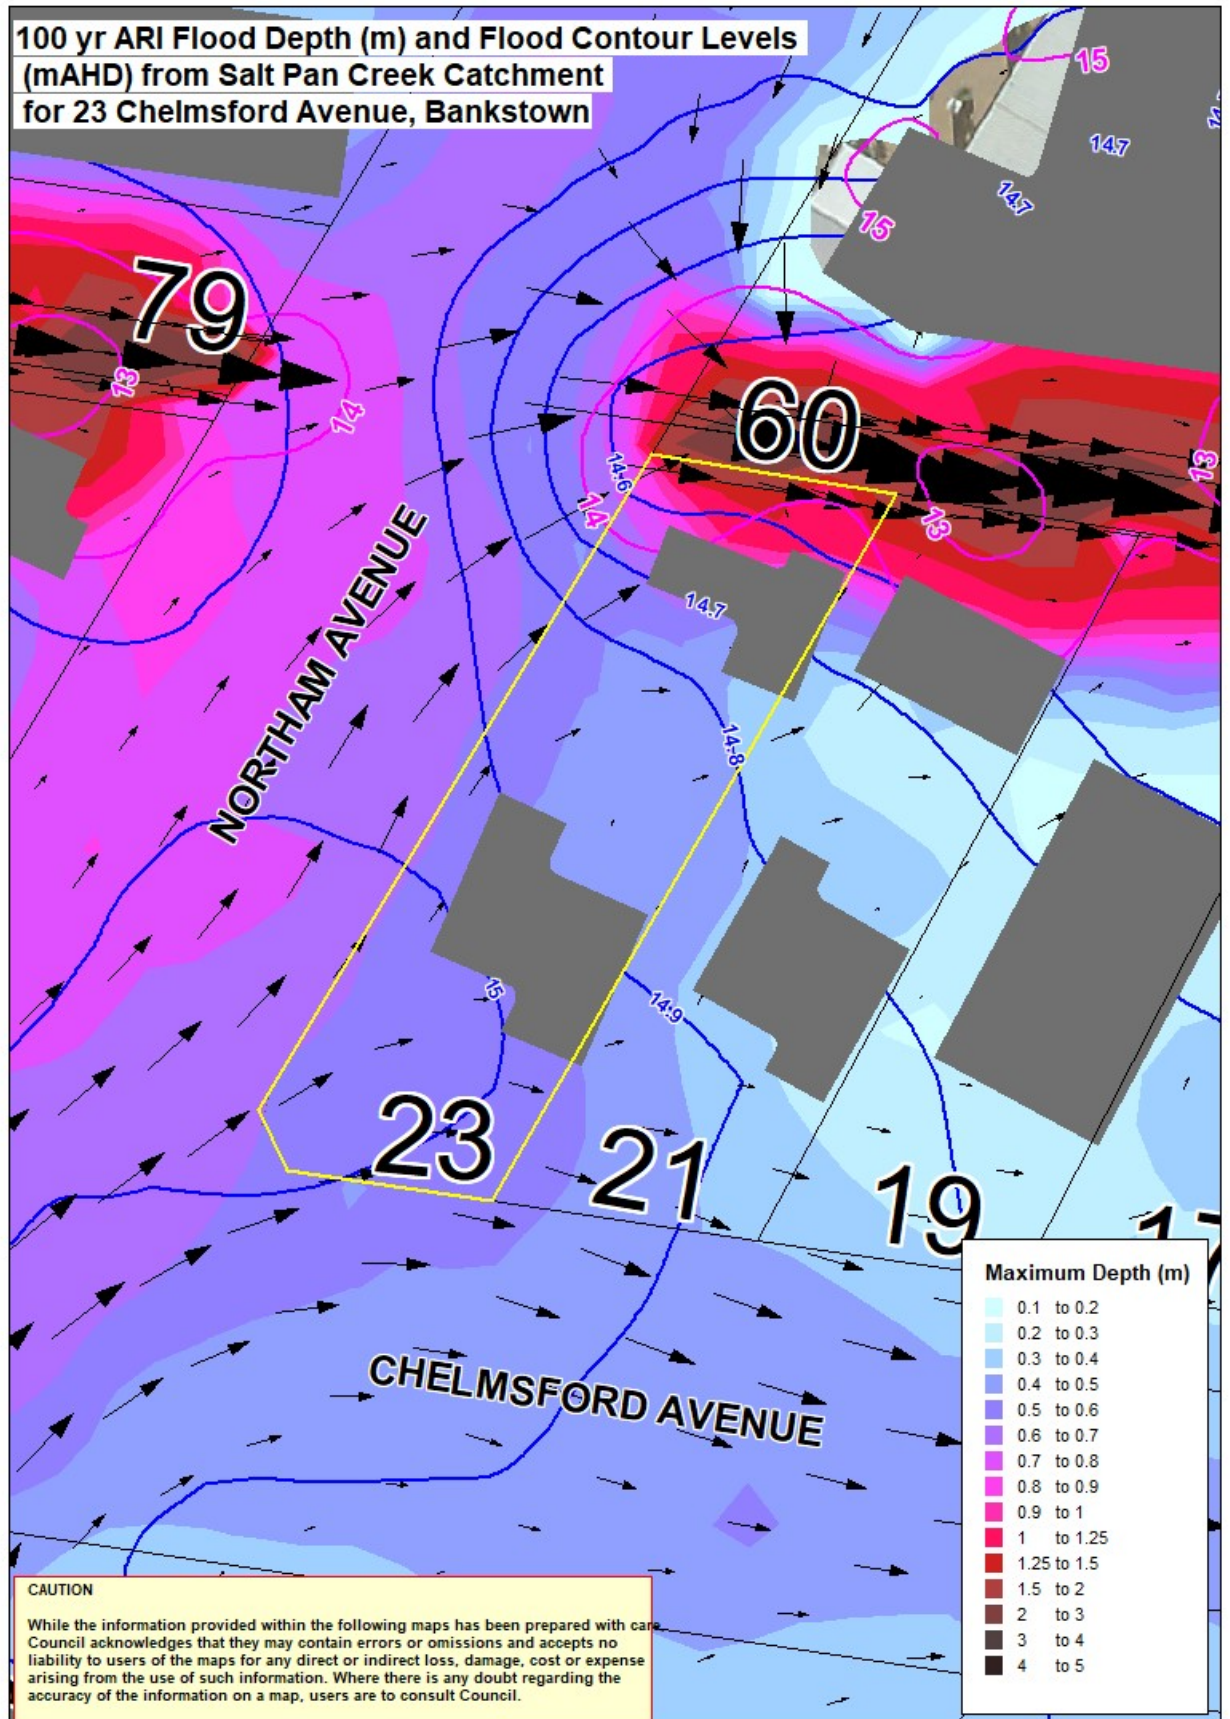 100 yr ARI Flood Depth (m) and Flood Contour Levels
(mAHD) from Salt Pan Creek Catchment
for 23 Chelmsford Avenue, Bankstown
15
14.7
14.7
15
79
13
14
60
14.6
14
13
13
NORTHAM AVENUE
14.7
14.8
15
14.9
23
21
19
17
CHELMSFORD AVENUE
Maximum Depth (m)
0.1 to 0.2
0.2 to 0.3
0.3 to 0.4
0.4 to 0.5
0.5 to 0.6
0.6 to 0.7
0.7 to 0.8
0.8 to 0.9
0.9 to 1
1 to 1.25
1.25 to 1.5
1.5 to 2
2 to 3
3 to 4
4 to 5
CAUTION
While the information provided within the following maps has been prepared with care
Council acknowledges that they may contain errors or omissions and accepts no
liability to users of the maps for any direct or indirect loss, damage, cost or expense
arising from the use of such information. Where there is any doubt regarding the
accuracy of the information on a map, users are to consult Council.